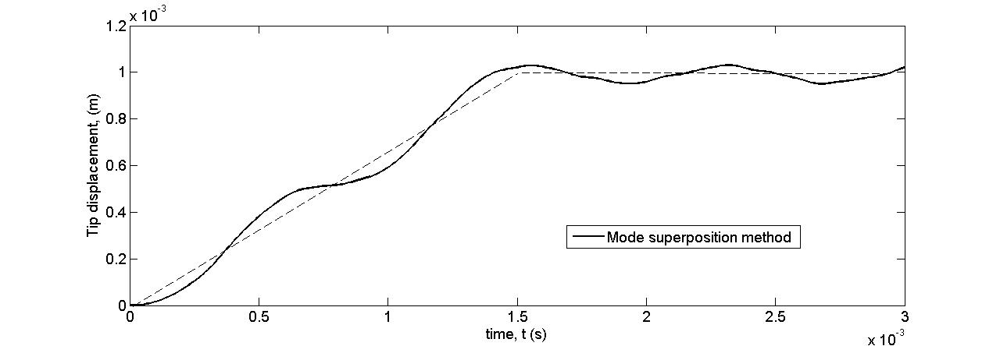 x 10⁻³
1.2
1
0.8
0.6
0.4
0.2
0
Tip displacement, (m)
Mode superposition method
0 0.5 1 1.5 2 2.5 3
time, t (s)
x 10⁻³